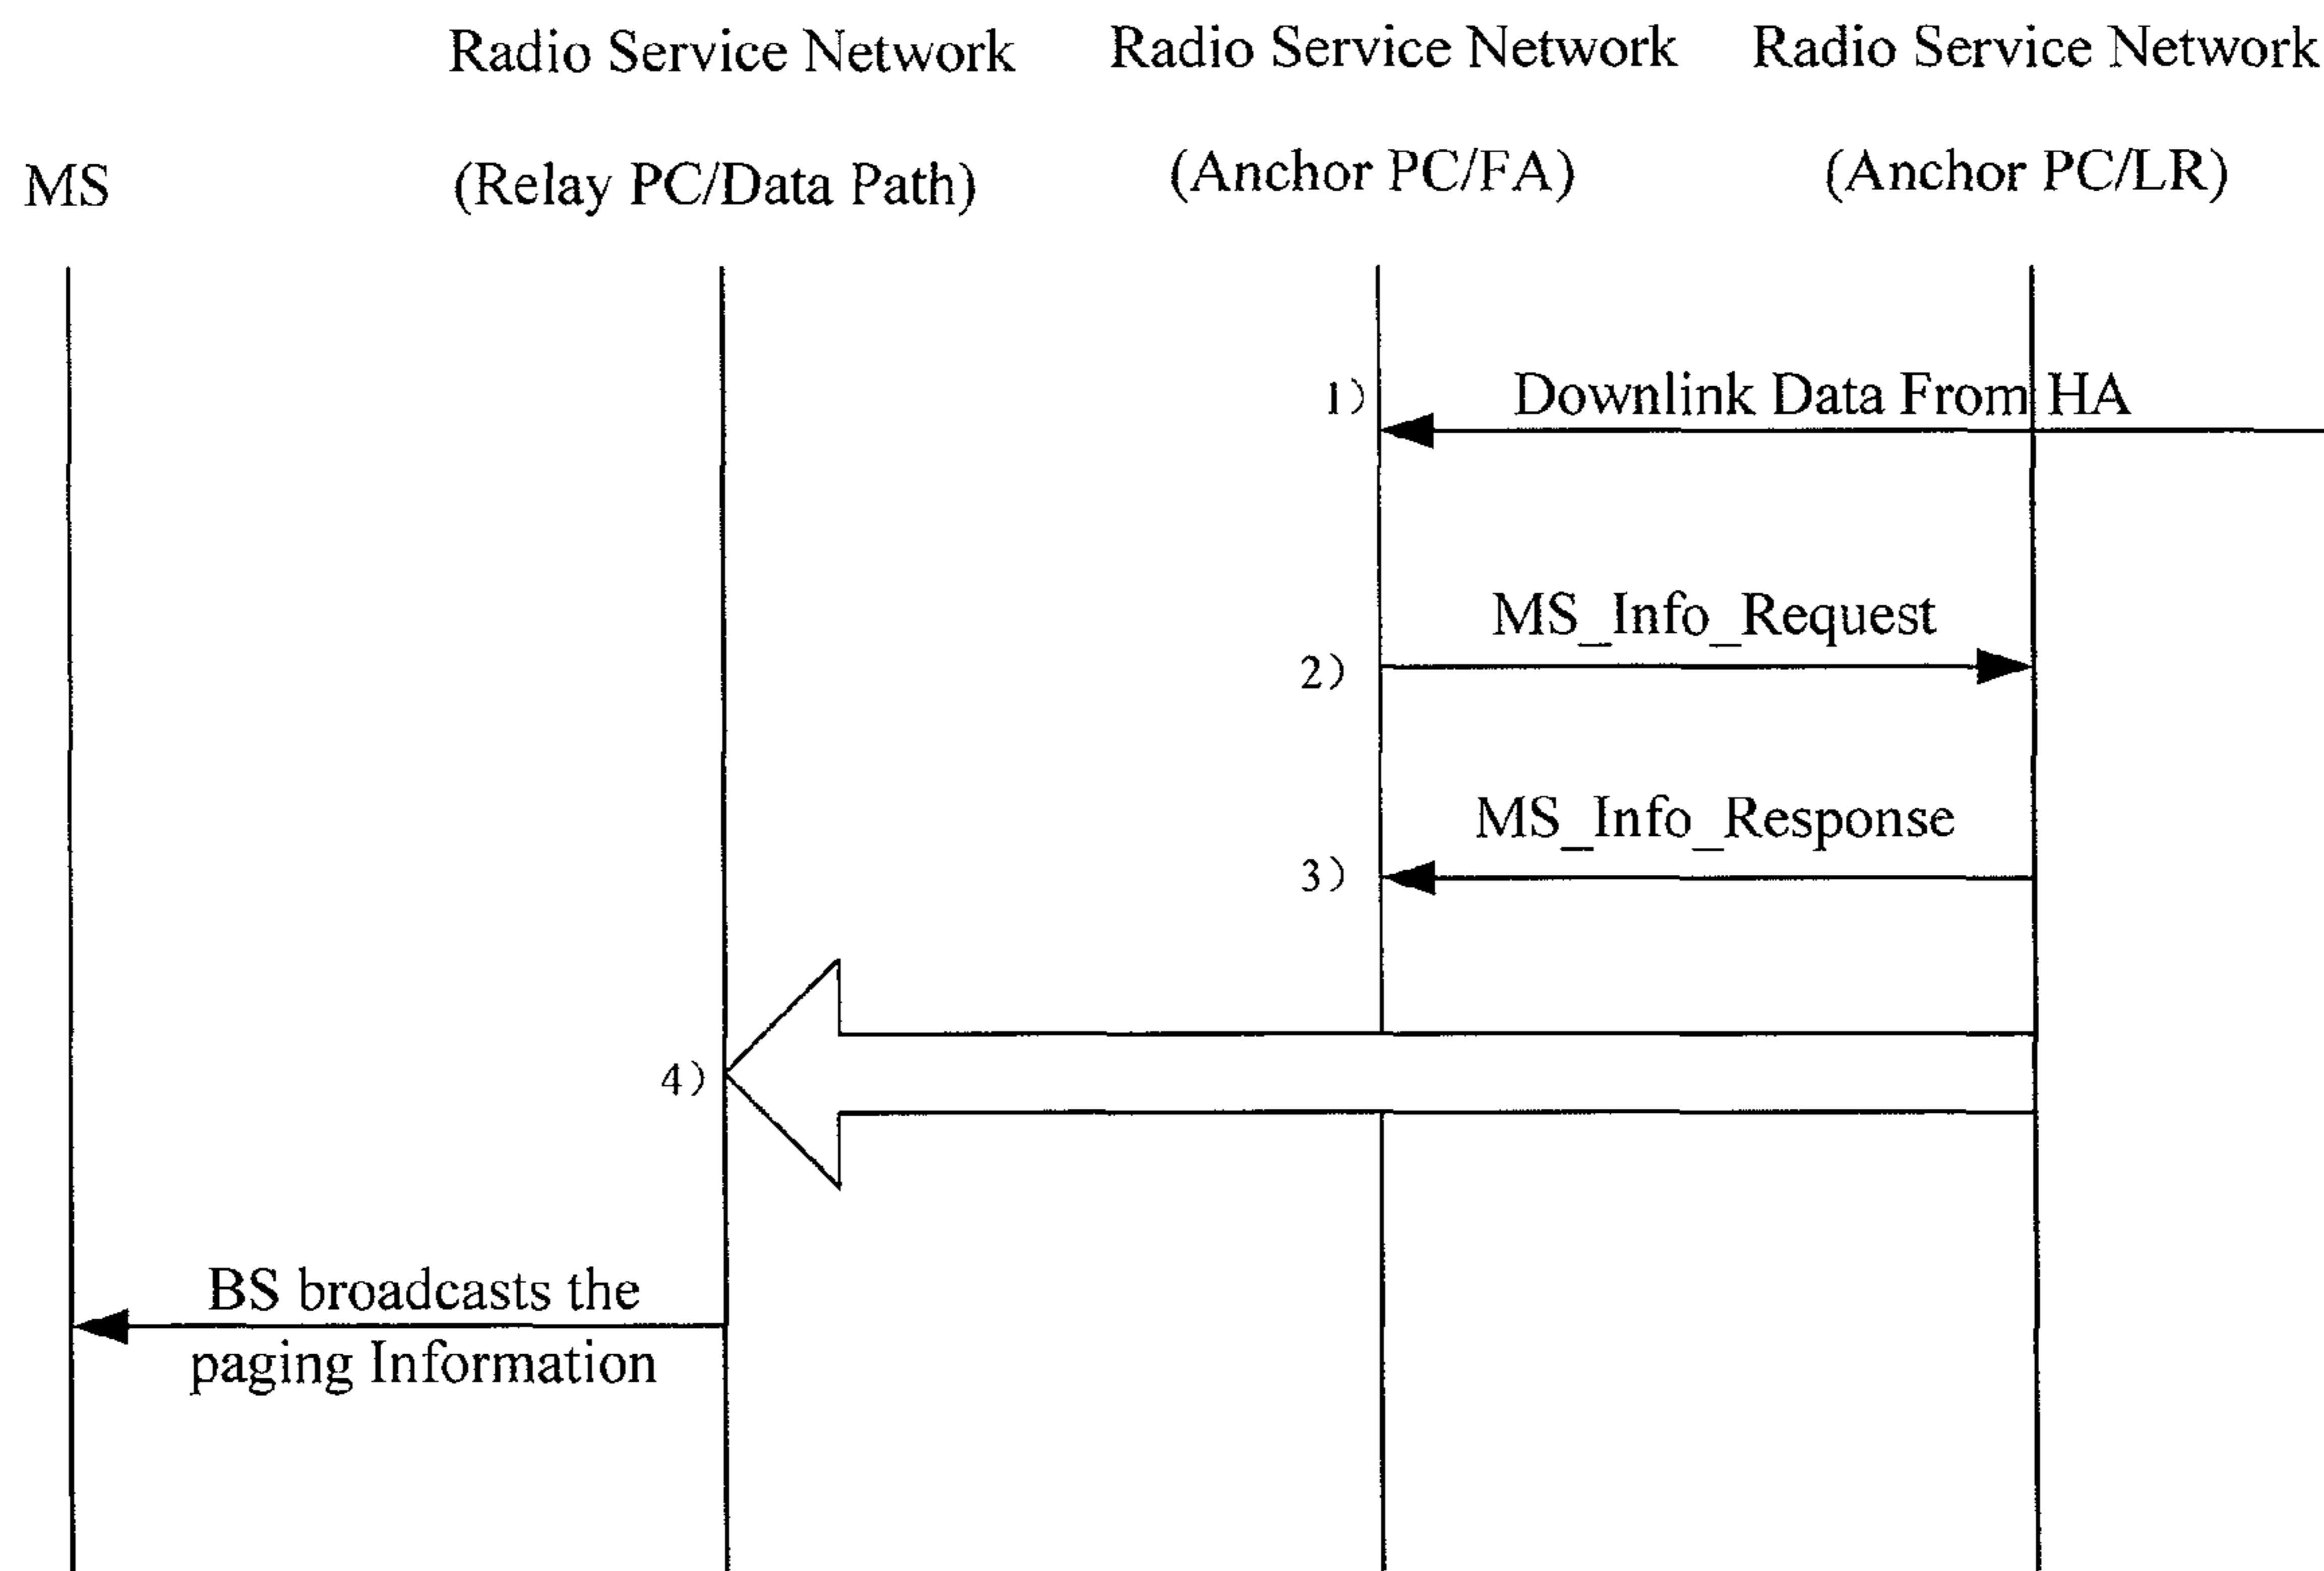 Radio Service Network
Radio Service Network
Radio Service Network
MS
(Relay PC/Data Path)
(Anchor PC/FA)
(Anchor PC/LR)
1)
Downlink Data From HA
MS_Info_Request
2)
MS_Info_Response
3)
4)
BS broadcasts the
paging Information